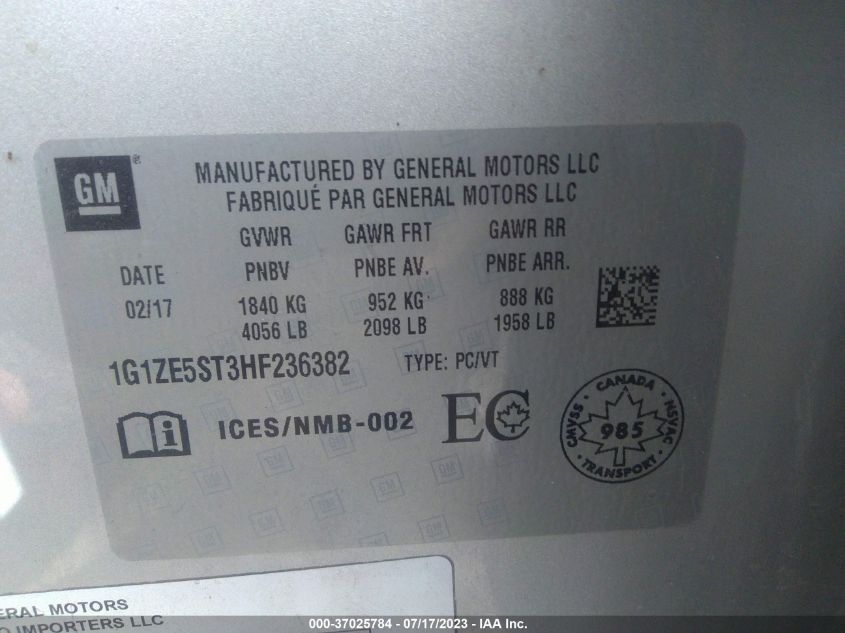 GM ®
MANUFACTURED BY GENERAL MOTORS LLC
FABRIQUÉ PAR GENERAL MOTORS LLC
GVWR GAWR FRT GAWR RR
DATE PNBV PNBE AV. PNBE ARR.
02/17 1840 KG 952 KG 888 KG
4056 LB 2098 LB 1958 LB
1G1ZE5ST3HF236382 TYPE: PC/VT
i ICES/NMB-002 EC
CANADA
CMVSS 985 NSVAC
TRANSPORT
GENERAL MOTORS
IMPORTERS LLC
000-37025784 - 07/17/2023 - IAA Inc.